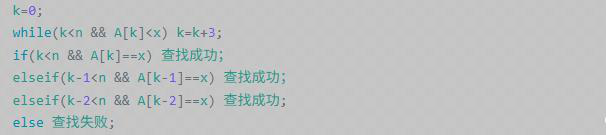 k=0;
while(k<n && A[k]<x) k=k+3;
if(k<n && A[k]==x) 查找成功；
elseif(k-1<n && A[k-1]==x) 查找成功；
elseif(k-2<n && A[k-2]==x) 查找成功;
else 查找失败;